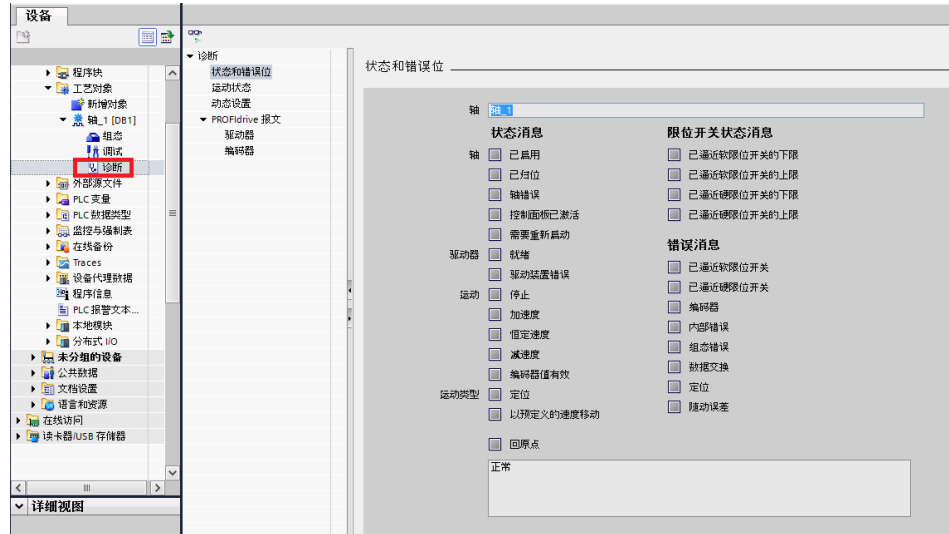 设备
程序块
工艺对象
新增对象
轴_1 [DB1]
组态
调试
诊断
外部源文件
PLC 变量
PLC 数据类型
监控与强制表
在线备份
Traces
设备代理数据
程序信息
PLC 报警文本...
本地模块
分布式 I/O
未分组的设备
公共数据
文档设置
语言和资源
在线访问
读卡器/USB 存储器
详细视图
诊断
状态和错误位
运动状态
动态设置
PROFIdrive 报文
驱动器
编码器
状态和错误位
轴 轴_1
状态消息
轴 已启用
已归位
轴错误
控制面板已激活
需要重新启动
驱动器 就绪
驱动装置错误
运动 停止
加速度
恒定速度
减速度
编码器值有效
运动类型 定位
以预定义的速度移动
回原点
正常
限位开关状态消息
已逼近软限位开关的下限
已逼近软限位开关的上限
已逼近硬限位开关的下限
已逼近硬限位开关的上限
错误消息
已逼近软限位开关
已逼近硬限位开关
编码器
内部错误
组态错误
数据交换
定位
随动误差